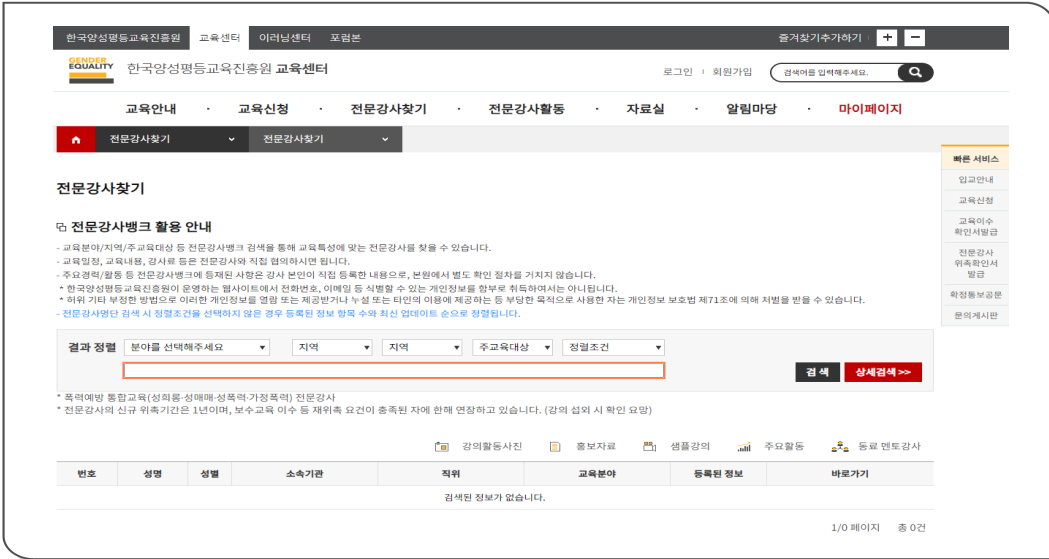 한국양성평등교육진흥원 교육센터 이러닝센터 포럼본 즐겨찾기추가하기 + −
GENDER EQUALITY 한국양성평등교육진흥원 교육센터 로그인 회원가입 검색어를 입력해주세요.
교육안내 · 교육신청 · 전문강사찾기 · 전문강사활동 · 자료실 · 알림마당 · 마이페이지
전문강사찾기 전문강사찾기
빠른 서비스
입교안내
교육신청
교육이수
확인서발급
전문강사
위촉확인서
발급
확정통보공문
문의게시판
전문강사찾기
전문강사뱅크 활용 안내
- 교육분야/지역/주교육대상 등 전문강사뱅크 검색을 통해 교육특성에 맞는 전문강사를 찾을 수 있습니다.
- 교육일정, 교육내용, 강사료 등은 전문강사와 직접 협의하시면 됩니다.
- 주요경력/활동 등 전문강사뱅크에 등재된 사항은 강사 본인이 직접 등록한 내용으로, 본원에서 별도 확인 절차를 거치지 않습니다.
* 한국양성평등교육진흥원이 운영하는 웹사이트에서 전화번호, 이메일 등 식별할 수 있는 개인정보를 함부로 취득하여서는 아니됩니다.
* 허위 기타 부정한 방법으로 이러한 개인정보를 열람 또는 제공받거나 누설 또는 타인의 이용에 제공하는 등 부당한 목적으로 사용한 자는 개인정보 보호법 제71조에 의해 처벌을 받을 수 있습니다.
- 전문강사명단 검색 시 정렬조건을 선택하지 않은 경우 등록된 정보 항목 수와 최신 업데이트 순으로 정렬됩니다.
결과 정렬 분야를 선택해주세요 지역 지역 주교육대상 정렬조건
검색 상세검색 >>
* 폭력예방 통합교육(성희롱·성매매·성폭력·가정폭력) 전문강사
* 전문강사의 신규 위촉기간은 1년이며, 보수교육 이수 등 재위촉 요건이 충족된 자에 한해 연장하고 있습니다. (강의 섭외 시 확인 요망)
강의활동사진 홍보자료 샘플강의 주요활동 동료 멘토강사
번호 성명 성별 소속기관 직위 교육분야 등록된 정보 바로가기
검색된 정보가 없습니다.
1/0 페이지 총 0건